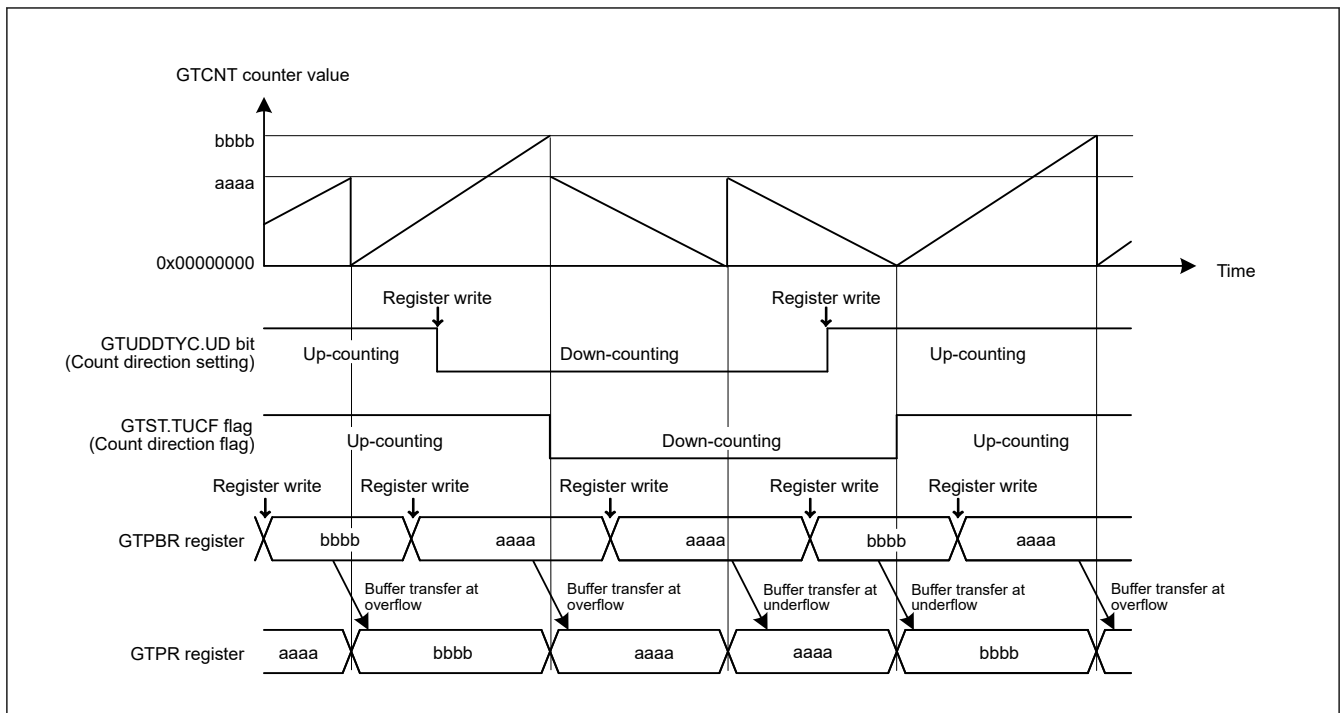 GTCNT counter value
bbbb
aaaa
0x00000000
Time
Register write
Register write
GTUDDTYC.UD bit
(Count direction setting)
Up-counting
Down-counting
Up-counting
GTST.TUCF flag
(Count direction flag)
Up-counting
Down-counting
Up-counting
Register write
Register write
Register write
Register write
Register write
GTPBR register
bbbb
aaaa
aaaa
bbbb
aaaa
Buffer transfer at
overflow
Buffer transfer at
overflow
Buffer transfer at
underflow
Buffer transfer at
underflow
Buffer transfer at
overflow
GTPR register
aaaa
bbbb
aaaa
aaaa
bbbb